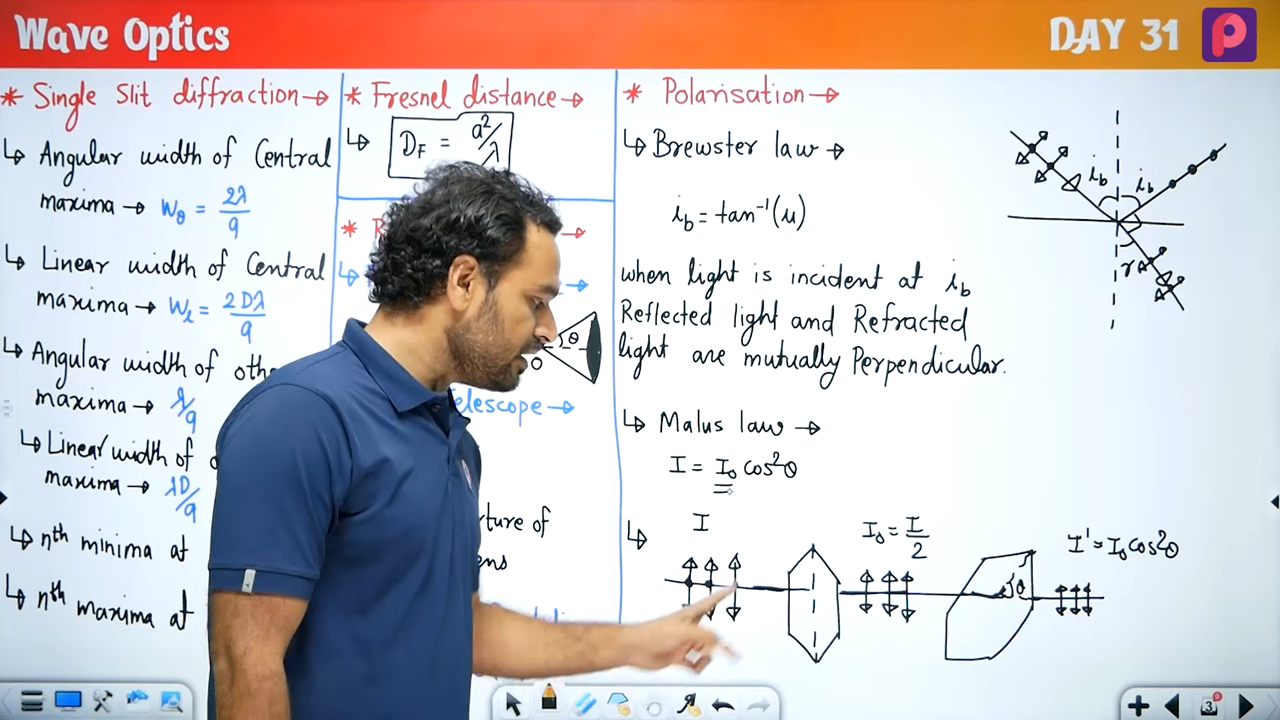 Wave Optics
DAY 31
* Single Slit diffraction→
↳ Angular width of Central
maxima → Wθ = 2λ/a
↳ Linear width of Central
maxima → Wℓ = 2Dλ/a
↳ Angular width of othe
maxima → λ/a
↳ Linear width of o
maxima → λD/a
↳ nth minima at
↳ nth maxima at
* Fresnel distance→
↳ DF = a²/λ
* R
θ
O
elescope →
ture of
ens
* Polarisation→
↳ Brewster law →
ib = tan⁻¹(μ)
when light is incident at ib
Reflected light and Refracted
light are mutually Perpendicular.
ib
ib
r
↳ Malus law →
I = I₀ cos²θ
↳ I
I₀ = I/2
θ
I' = I₀ cos²θ
3